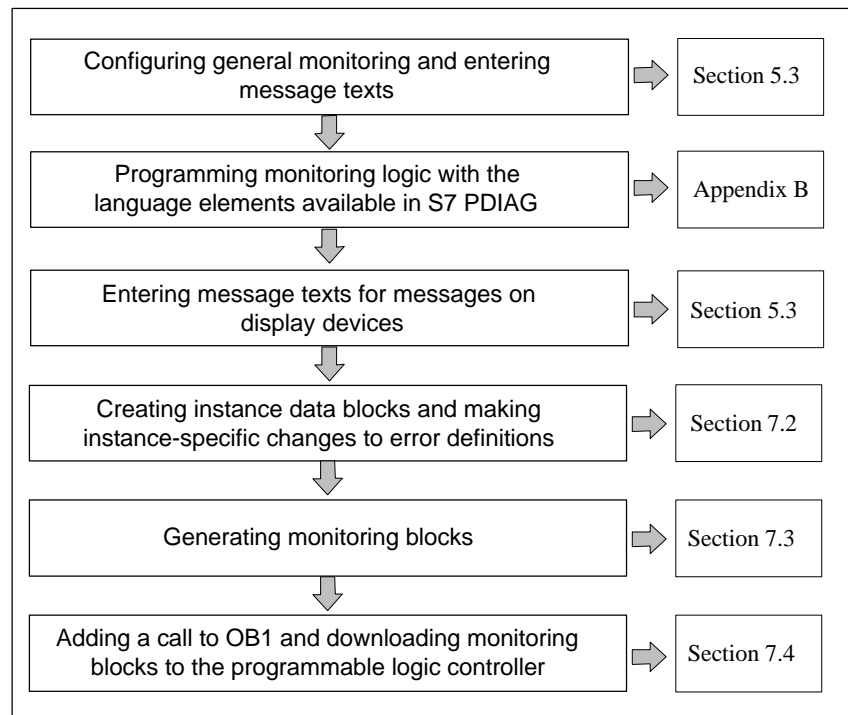 Configuring general monitoring and entering
message texts
Section 5.3
Programming monitoring logic with the
language elements available in S7 PDIAG
Appendix B
Entering message texts for messages on
display devices
Section 5.3
Creating instance data blocks and making
instance-specific changes to error definitions
Section 7.2
Generating monitoring blocks
Section 7.3
Adding a call to OB1 and downloading monitoring
blocks to the programmable logic controller
Section 7.4